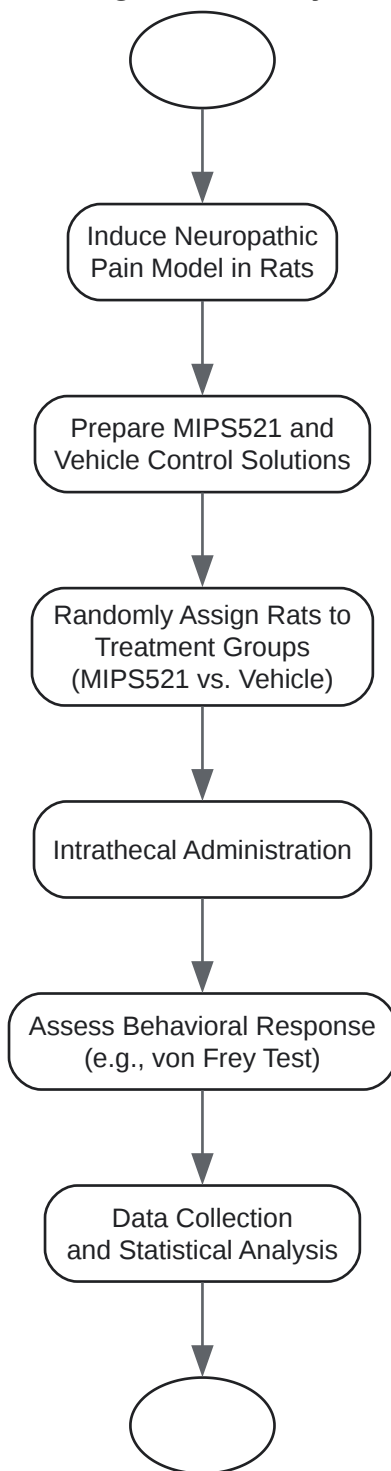 Induce Neuropathic
Pain Model in Rats
Prepare MIPS521 and
Vehicle Control Solutions
Randomly Assign Rats to
Treatment Groups
(MIPS521 vs. Vehicle)
Intrathecal Administration
Assess Behavioral Response
(e.g., von Frey Test)
Data Collection
and Statistical Analysis